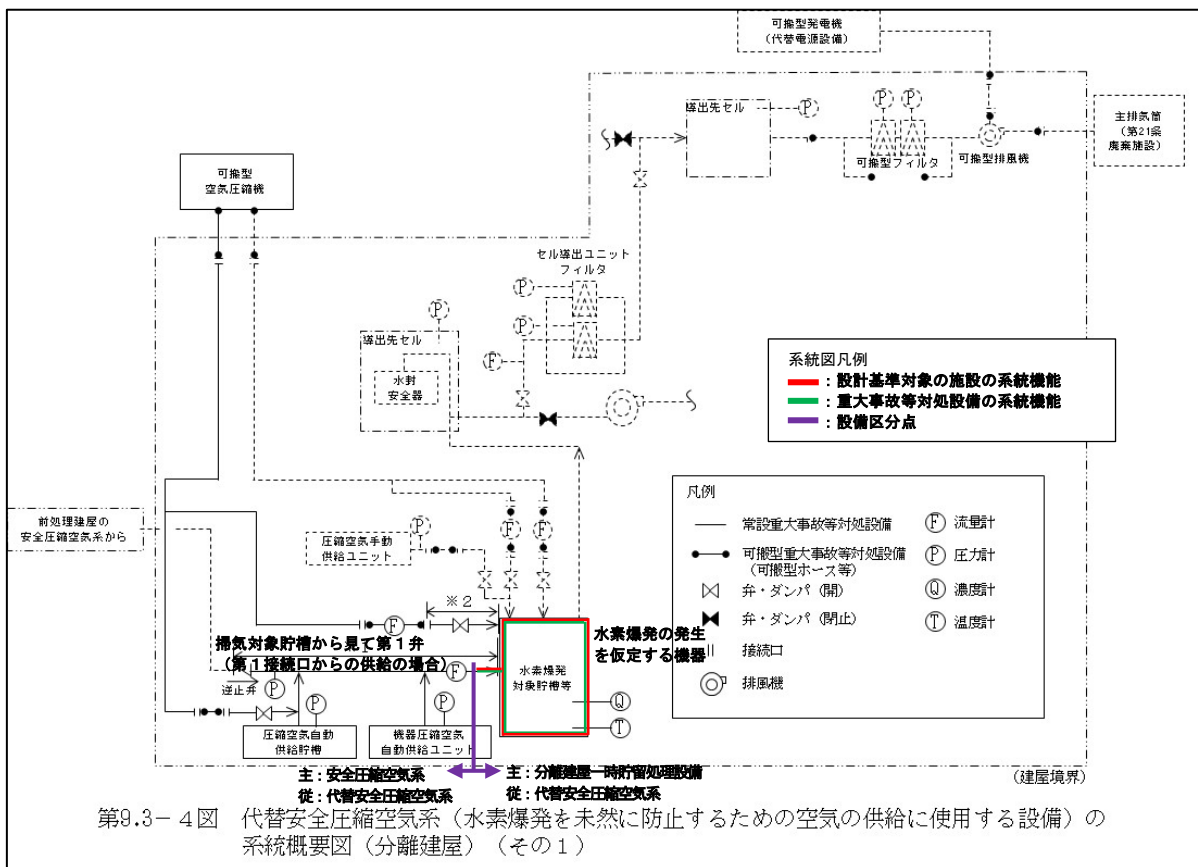 可搬型発電機
(代替電源設備)
導出先セル
P
P
P
主排気筒
(第21条
廃棄施設)
可搬型フィルタ
可搬型排風機
可搬型
空気圧縮機
セル導出ユニット
フィルタ
P
P
P
F
導出先セル
水封
安全器
系統図凡例
:設計基準対象の施設の系統機能
:重大事故等対処設備の系統機能
:設備区分点
前処理建屋の
安全圧縮空気系から
圧縮空気手動
供給ユニット
P
F
F
凡例
常設重大事故等対処設備
可搬型重大事故等対処設備
(可搬型ホース等)
弁・ダンパ(開)
弁・ダンパ(閉止)
接続口
排風機
F 流量計
P 圧力計
Q 濃度計
T 温度計
※2
F
掃気対象貯槽から見て第1弁
(第1接続口からの供給の場合)
水素爆発の発生
を仮定する機器
水素爆発
対象貯槽等
F
逆止弁
P
P
P
Q
T
圧縮空気自動
供給貯槽
機器圧縮空気
自動供給ユニット
主:安全圧縮空気系
従:代替安全圧縮空気系
主:分離建屋一時貯留処理設備
従:代替安全圧縮空気系
(建屋境界)
第9.3-4図 代替安全圧縮空気系(水素爆発を未然に防止するための空気の供給に使用する設備)の
系統概要図(分離建屋)(その1)